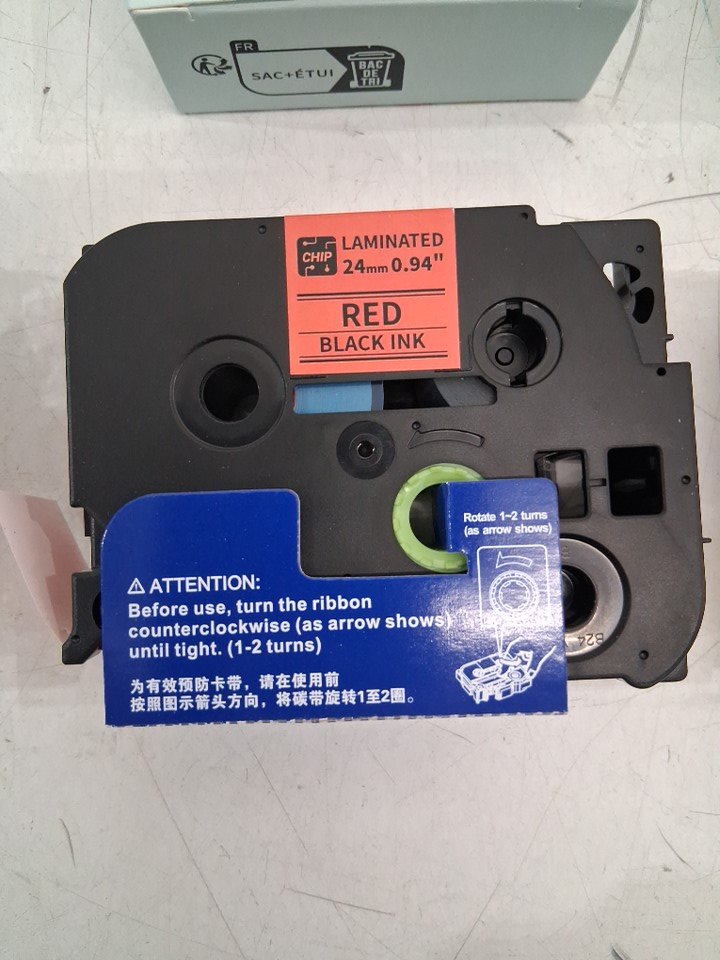 FR
SAC+ÉTUI
BAC
DE
TRI
CHIP
LAMINATED
24mm 0.94"
RED
BLACK INK
Rotate 1~2 turns
(as arrow shows)
⚠ ATTENTION:
Before use, turn the ribbon
counterclockwise (as arrow shows)
until tight. (1-2 turns)
为有效预防卡带，请在使用前
按照图示箭头方向，将碳带旋转1至2圈。
B24